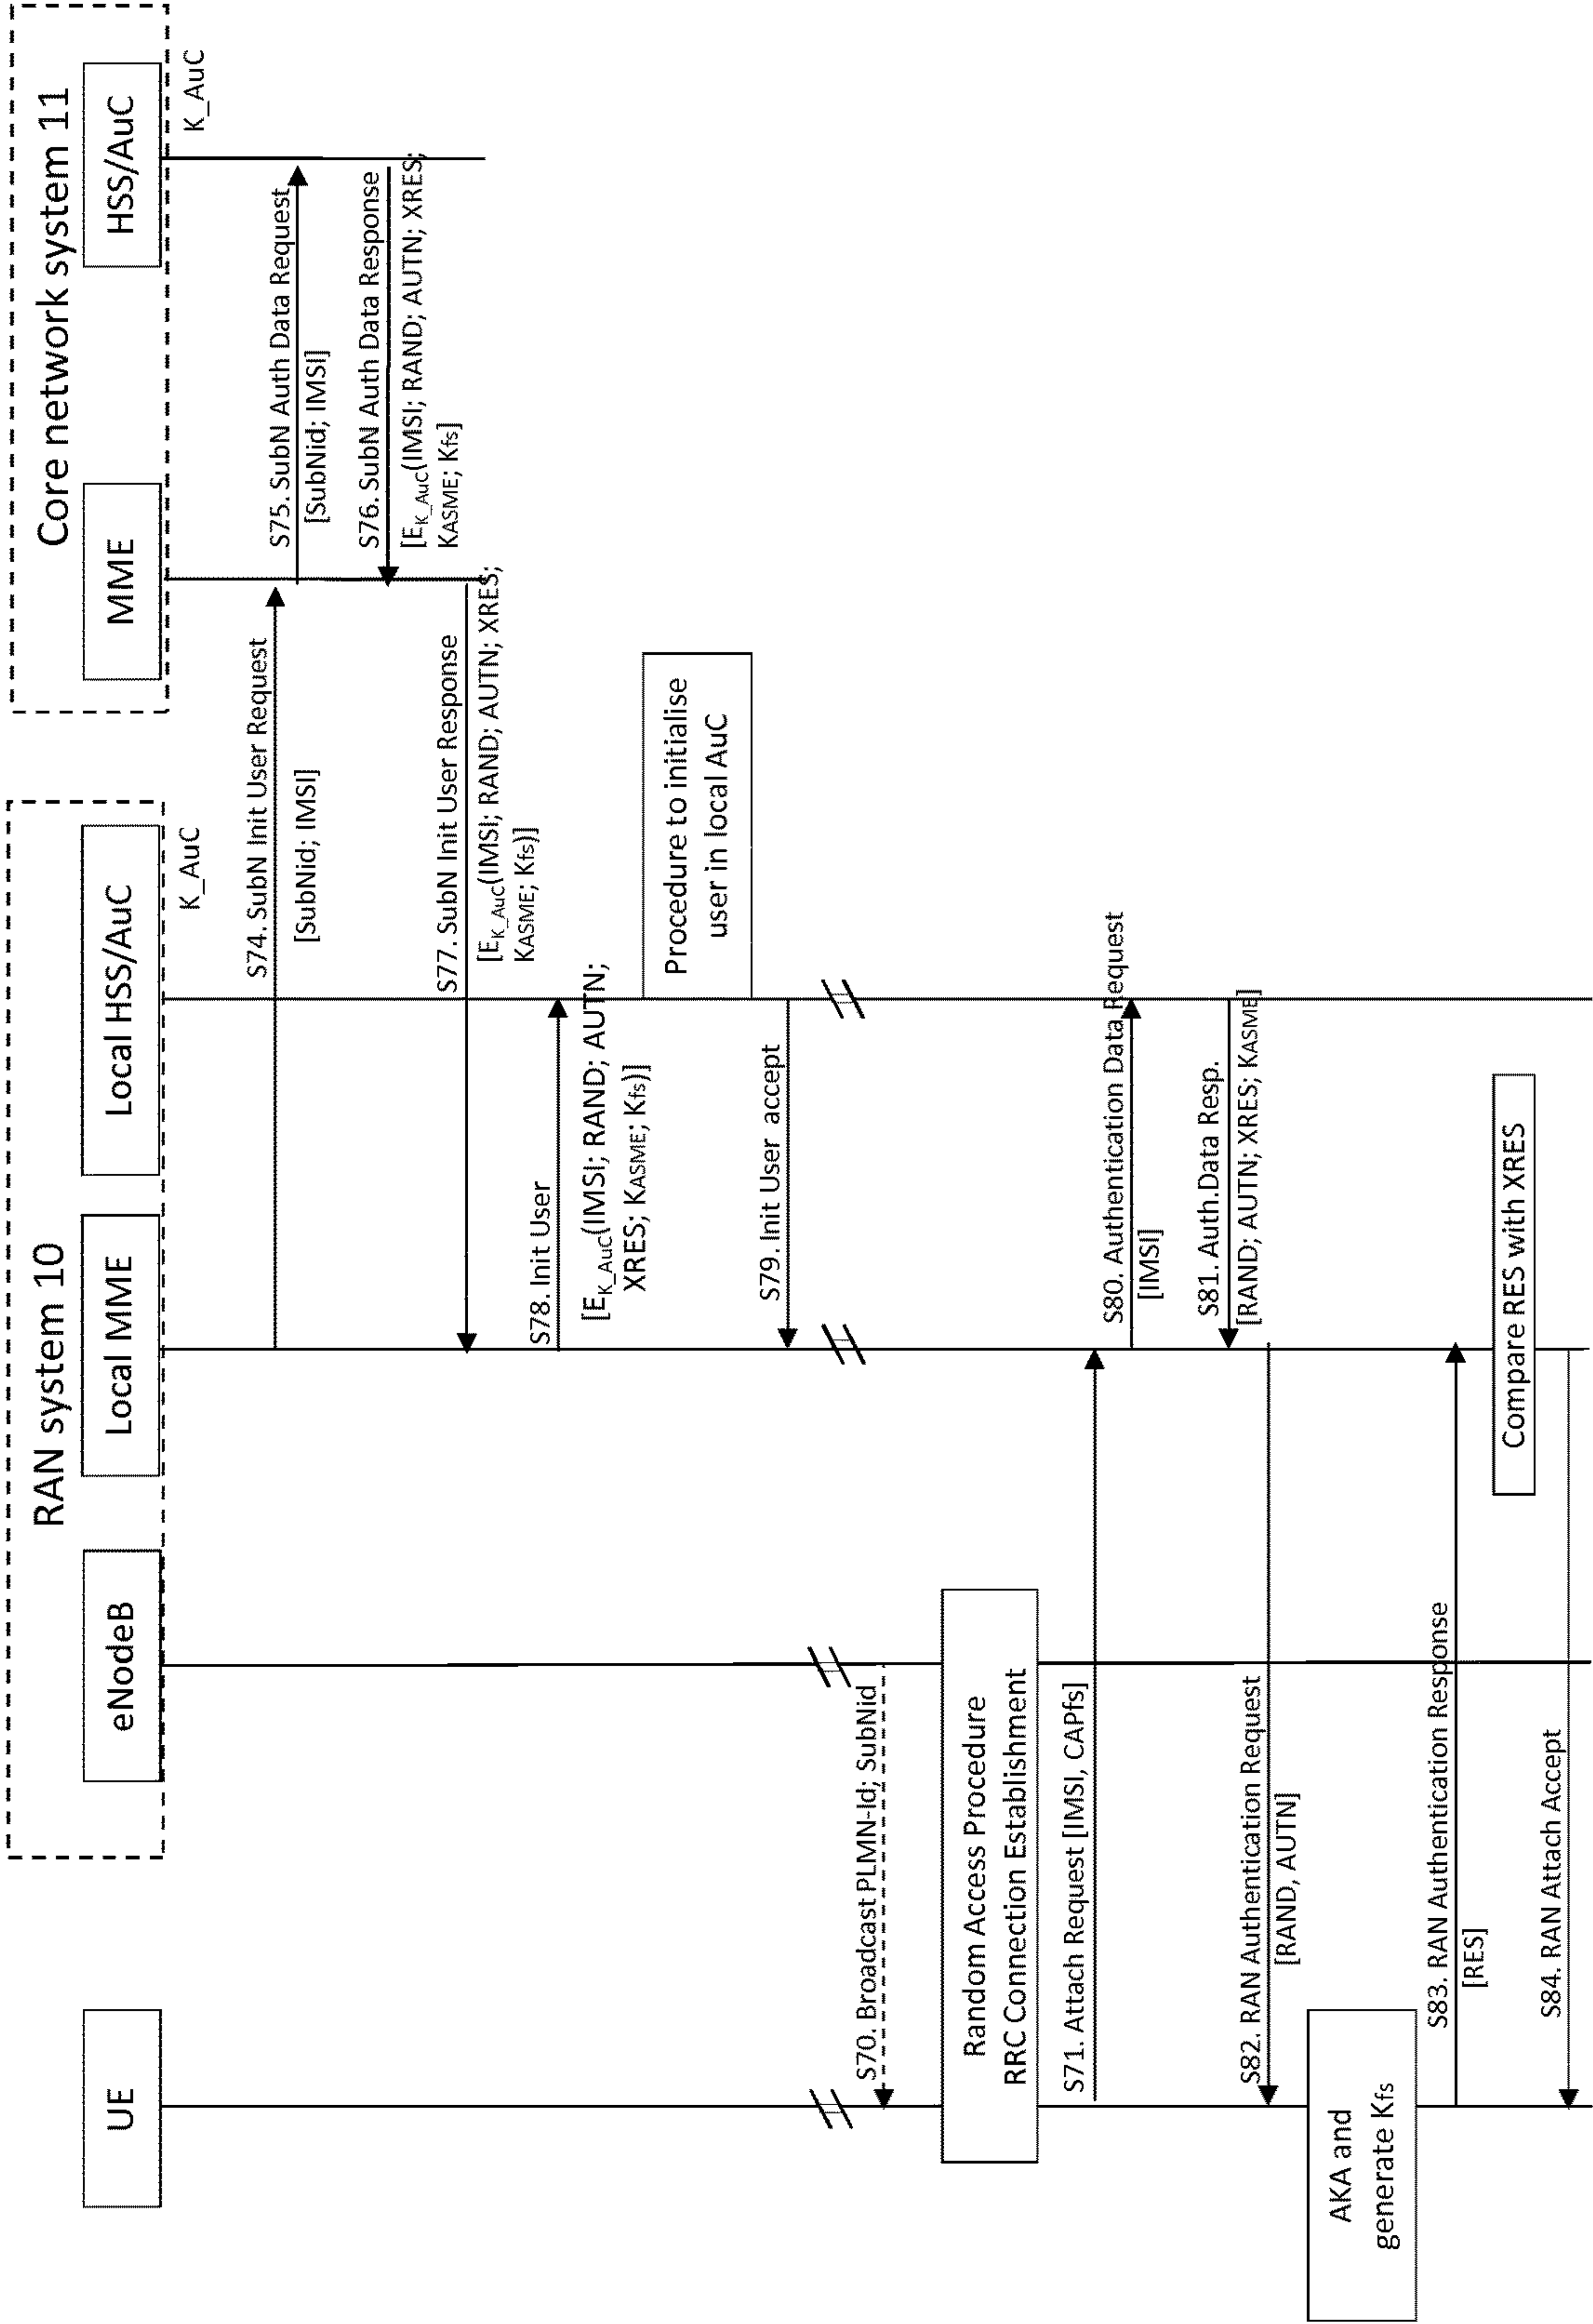 UE
RAN system 10
eNodeB
Local MME
Local HSS/AuC
K_AuC
Core network system 11
MME
HSS/AuC
K_AuC
S74. SubN Init User Request
[SubNid; IMSI]
S75. SubN Auth Data Request
[SubNid; IMSI]
S76. SubN Auth Data Response
[EK_AuC(IMSI; RAND; AUTN; XRES;
KASME; Kfs]
S77. SubN Init User Response
[EK_AuC(IMSI; RAND; AUTN; XRES;
KASME; Kfs)]
S78. Init User
[EK_AuC(IMSI; RAND; AUTN;
XRES; KASME; Kfs)]
Procedure to initialise
user in local AuC
S79. Init User accept
S70. Broadcast PLMN-Id; SubNid
Random Access Procedure
RRC Connection Establishment
S71. Attach Request [IMSI, CAPfs]
S80. Authentication Data Request
[IMSI]
S81. Auth.Data Resp.
[RAND; AUTN; XRES; KASME]
S82. RAN Authentication Request
[RAND, AUTN]
AKA and
generate Kfs
S83. RAN Authentication Response
[RES]
Compare RES with XRES
S84. RAN Attach Accept